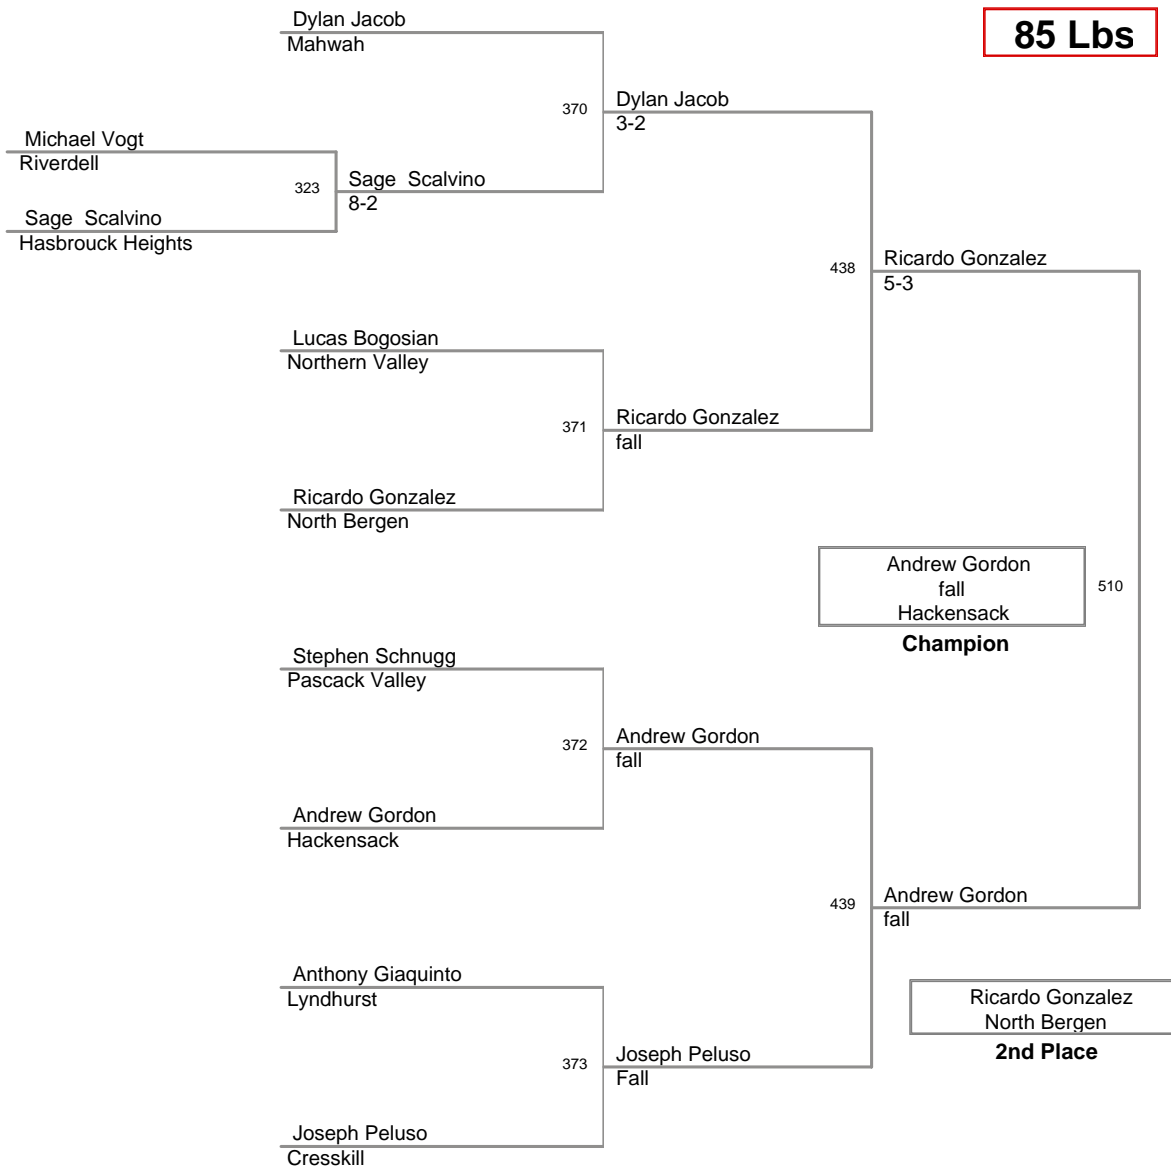 Dylan Jacob
Mahwah
85 Lbs
370
Dylan Jacob
3-2
Michael Vogt
Riverdell
323
Sage  Scalvino
8-2
Sage  Scalvino
Hasbrouck Heights
438
Ricardo Gonzalez
5-3
Lucas Bogosian
Northern Valley
371
Ricardo Gonzalez
fall
Ricardo Gonzalez
North Bergen
Andrew Gordon
fall
Hackensack
510
Champion
Stephen Schnugg
Pascack Valley
372
Andrew Gordon
fall
Andrew Gordon
Hackensack
439
Andrew Gordon
fall
Anthony Giaquinto
Lyndhurst
Ricardo Gonzalez
North Bergen
2nd Place
373
Joseph Peluso
Fall
Joseph Peluso
Cresskill